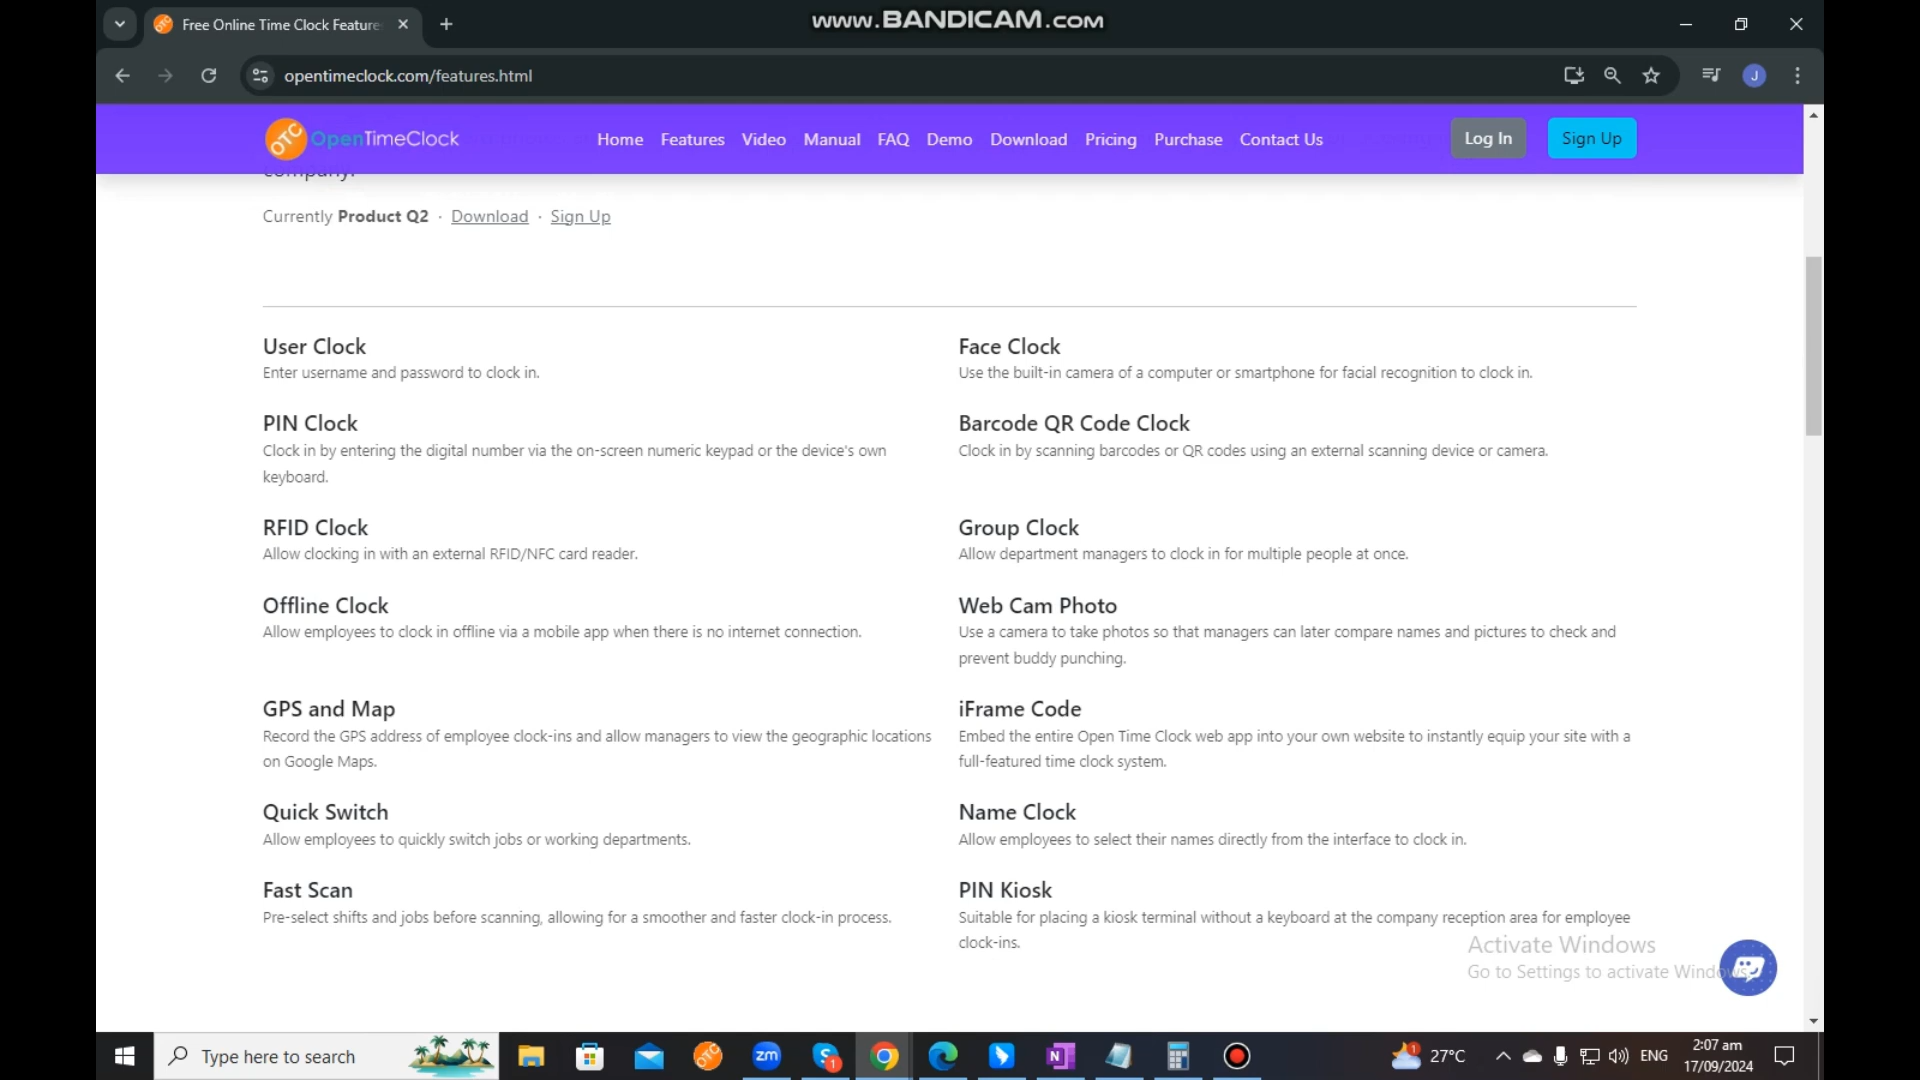 Free Online Time Clock Feature
www.BANDICAM.com
opentimeclock.com/features.html
J
OTC OpenTimeClock Home Features Video Manual FAQ Demo Download Pricing Purchase Contact Us Log In Sign Up
company.
Currently Product Q2 · Download · Sign Up
User Clock
Enter username and password to clock in.
Face Clock
Use the built-in camera of a computer or smartphone for facial recognition to clock in.
PIN Clock
Clock in by entering the digital number via the on-screen numeric keypad or the device's own
keyboard.
Barcode QR Code Clock
Clock in by scanning barcodes or QR codes using an external scanning device or camera.
RFID Clock
Allow clocking in with an external RFID/NFC card reader.
Group Clock
Allow department managers to clock in for multiple people at once.
Offline Clock
Allow employees to clock in offline via a mobile app when there is no internet connection.
Web Cam Photo
Use a camera to take photos so that managers can later compare names and pictures to check and
prevent buddy punching.
GPS and Map
Record the GPS address of employee clock-ins and allow managers to view the geographic locations
on Google Maps.
iFrame Code
Embed the entire Open Time Clock web app into your own website to instantly equip your site with a
full-featured time clock system.
Quick Switch
Allow employees to quickly switch jobs or working departments.
Name Clock
Allow employees to select their names directly from the interface to clock in.
Fast Scan
Pre-select shifts and jobs before scanning, allowing for a smoother and faster clock-in process.
PIN Kiosk
Suitable for placing a kiosk terminal without a keyboard at the company reception area for employee
clock-ins.
Activate Windows
Go to Settings to activate Windows.
Type here to search
OTC
zm
S 1
N
1
27°C
ENG
2:07 am
17/09/2024